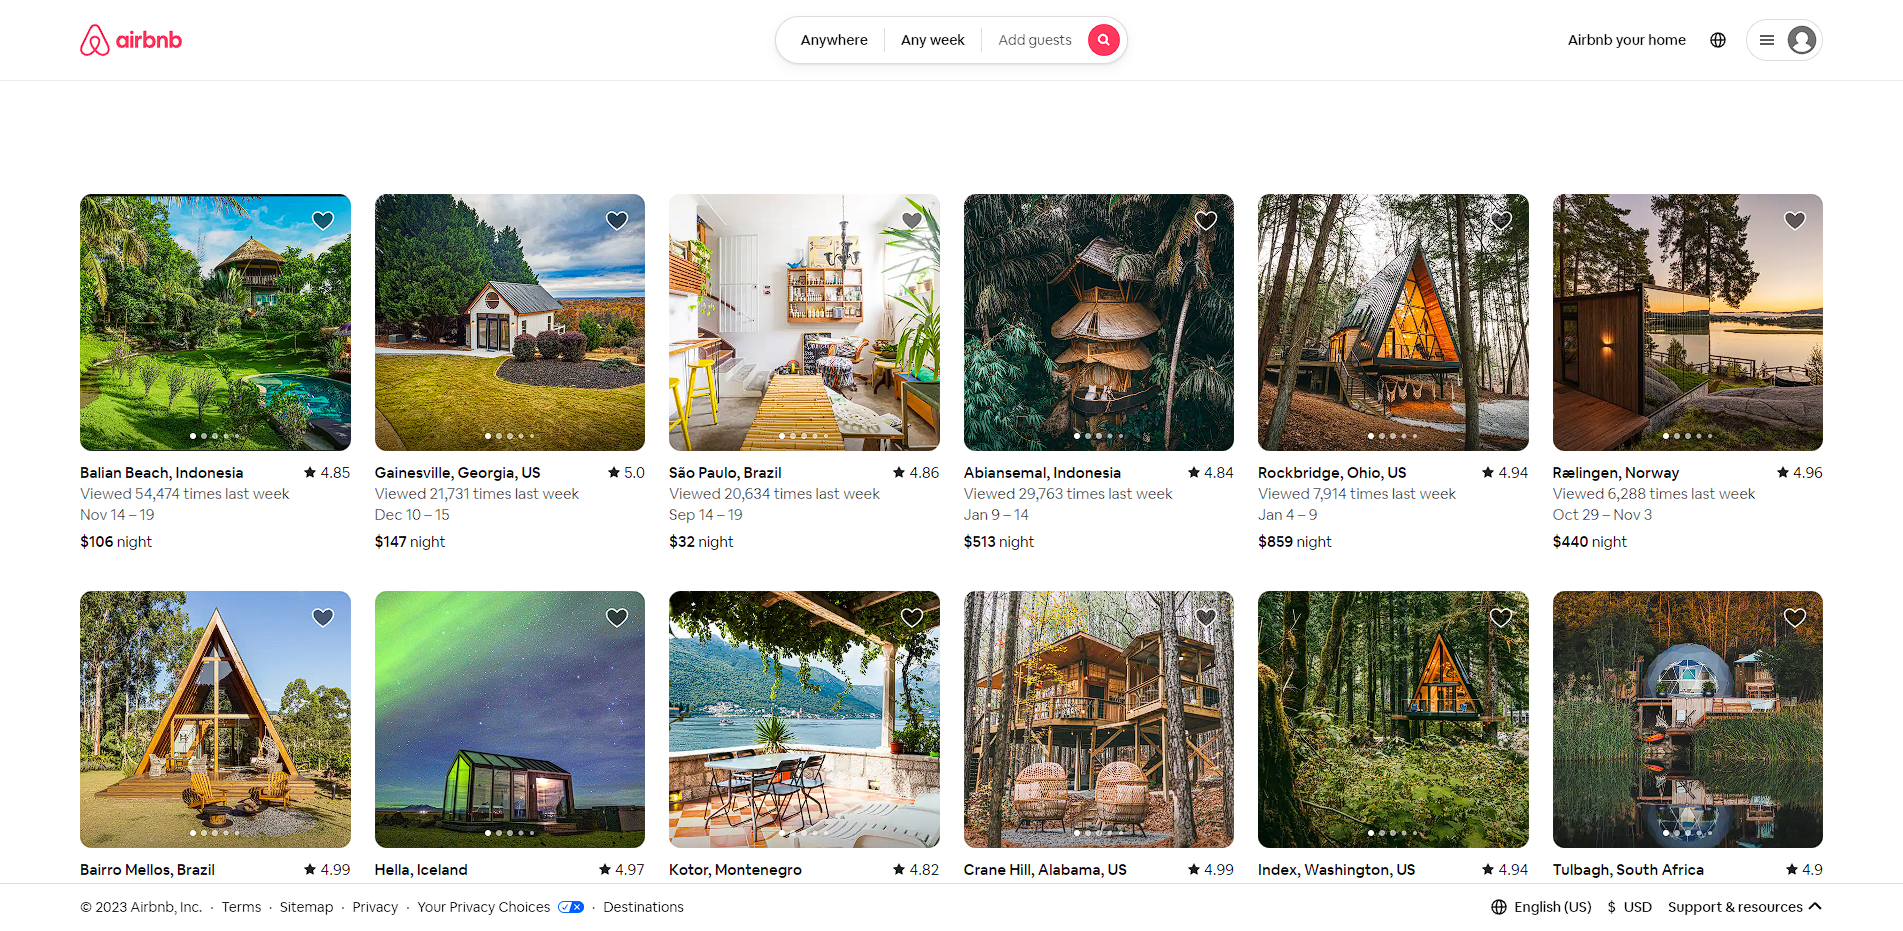 airbnb
Anywhere Any week Add guests
Airbnb your home
Balian Beach, Indonesia 4.85
Viewed 54,474 times last week
Nov 14 – 19
$106 night
Gainesville, Georgia, US 5.0
Viewed 21,731 times last week
Dec 10 – 15
$147 night
São Paulo, Brazil 4.86
Viewed 20,634 times last week
Sep 14 – 19
$32 night
Abiansemal, Indonesia 4.84
Viewed 29,763 times last week
Jan 9 – 14
$513 night
Rockbridge, Ohio, US 4.94
Viewed 7,914 times last week
Jan 4 – 9
$859 night
Rælingen, Norway 4.96
Viewed 6,288 times last week
Oct 29 – Nov 3
$440 night
Bairro Mellos, Brazil 4.99
Hella, Iceland 4.97
Kotor, Montenegro 4.82
Crane Hill, Alabama, US 4.99
Index, Washington, US 4.94
Tulbagh, South Africa 4.9
© 2023 Airbnb, Inc. · Terms · Sitemap · Privacy · Your Privacy Choices · Destinations
English (US) $ USD Support & resources